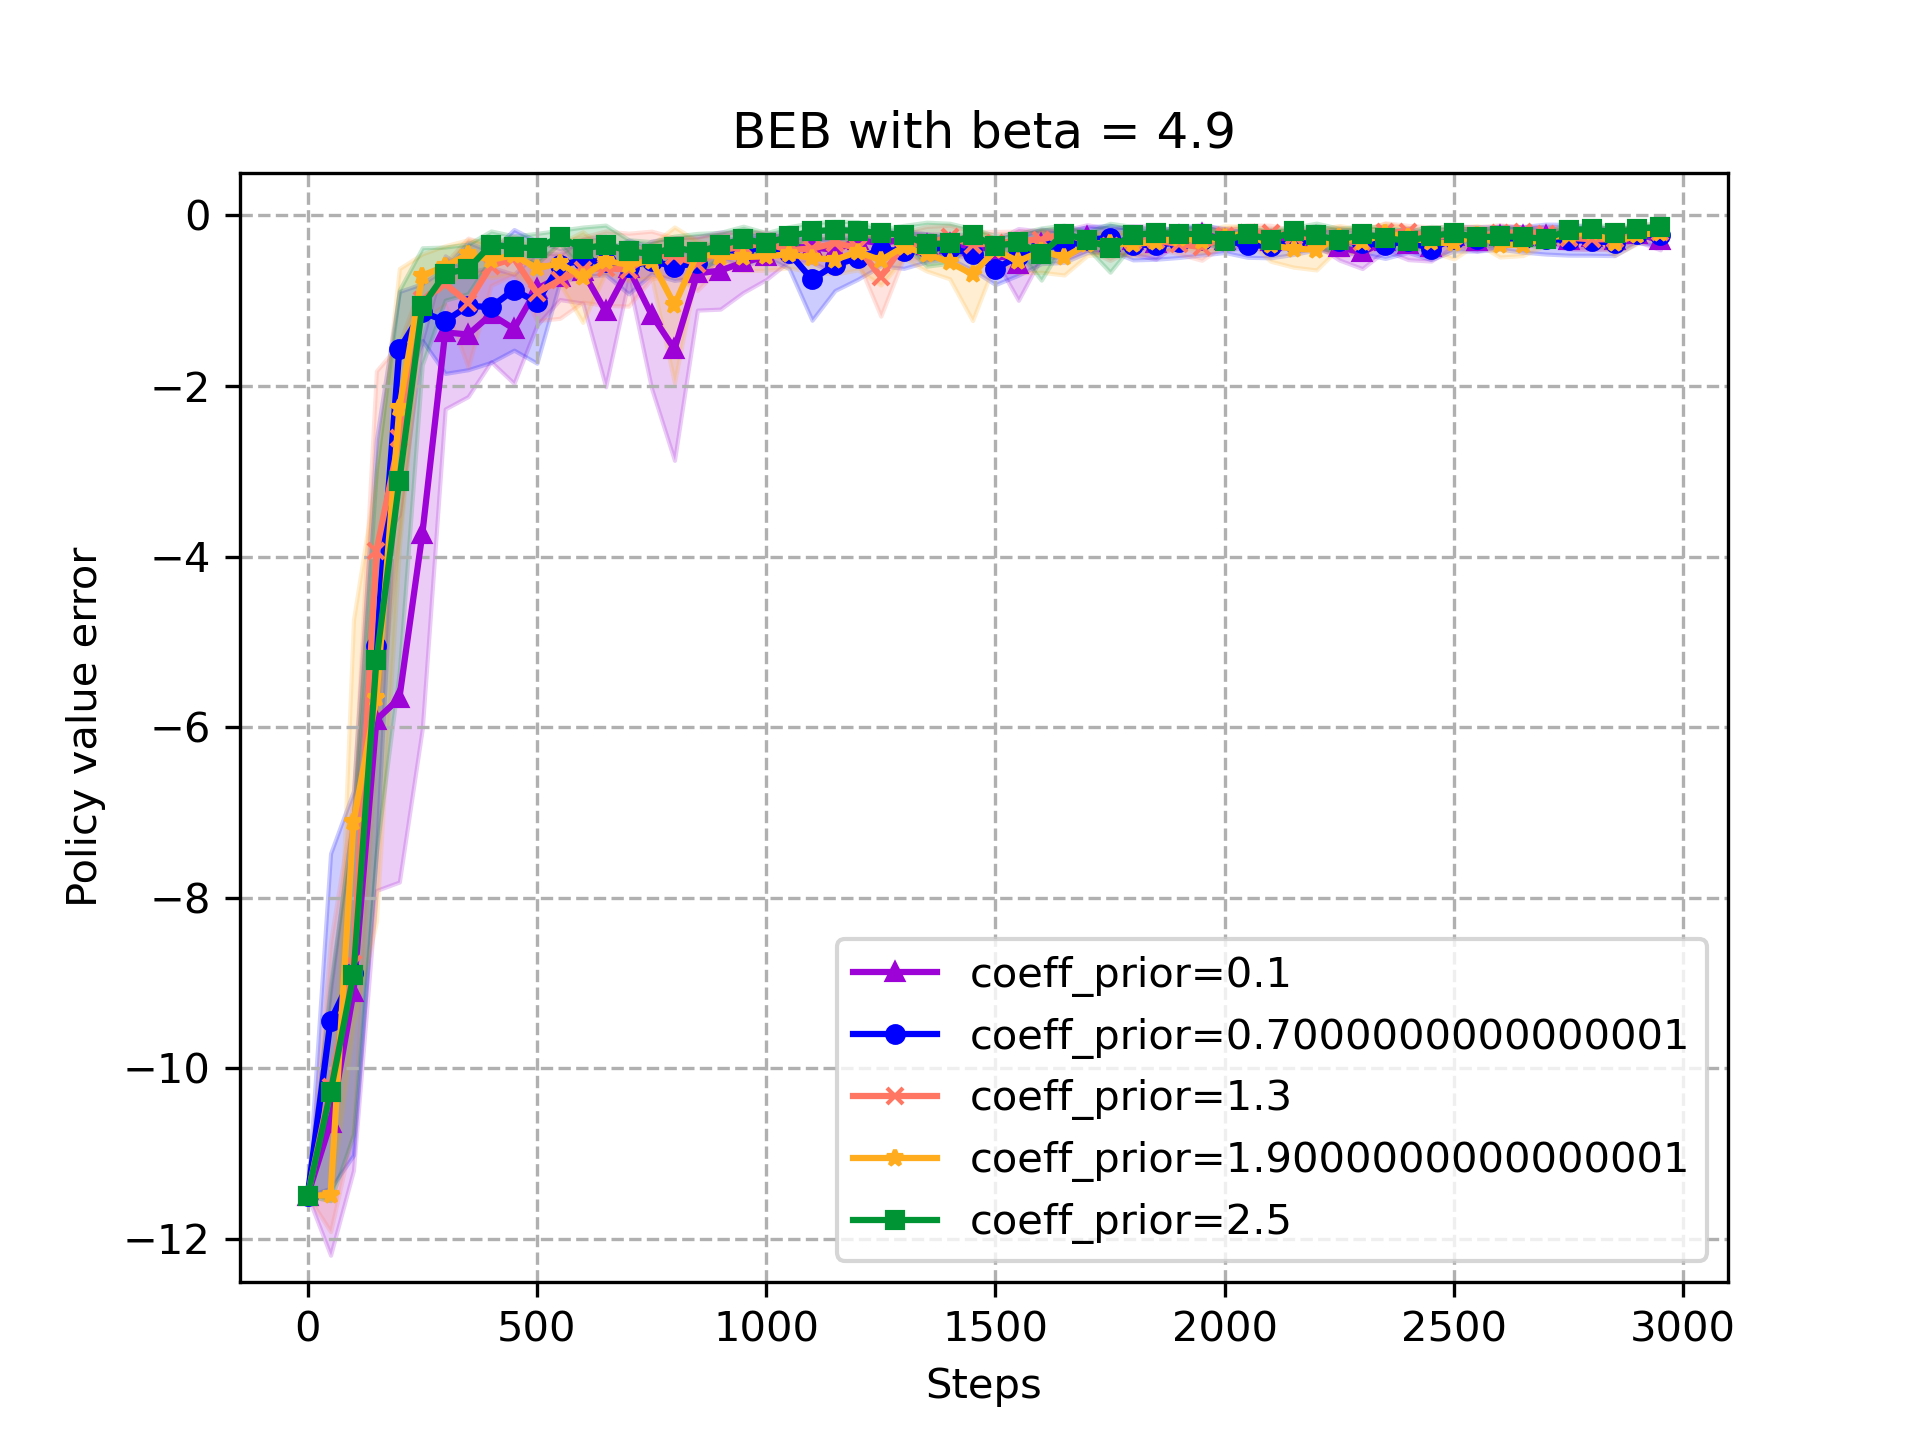 BEB with beta = 4.9
Policy value error
0
−2
−4
−6
−8
−10
−12
coeff_prior=0.1
coeff_prior=0.7000000000000001
coeff_prior=1.3
coeff_prior=1.9000000000000001
coeff_prior=2.5
0 500 1000 1500 2000 2500 3000
Steps